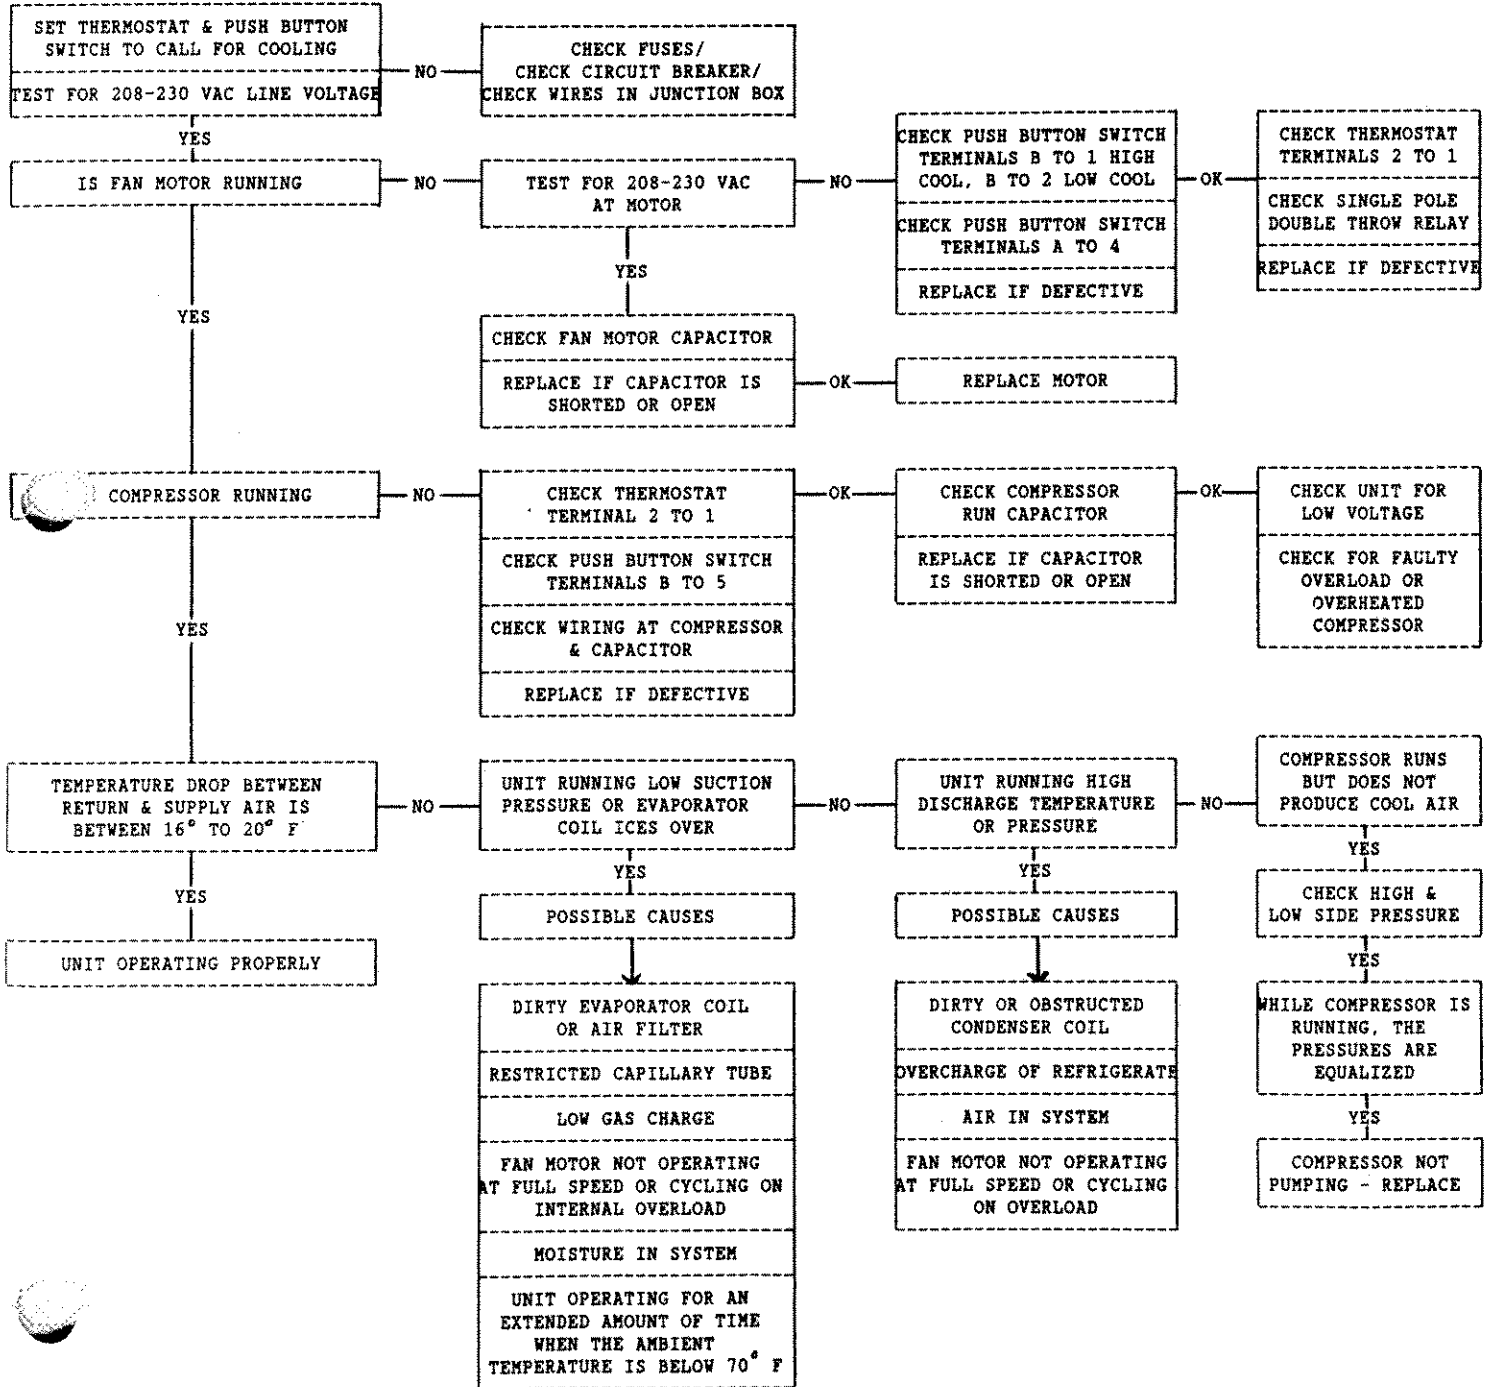 SET THERMOSTAT & PUSH BUTTON
SWITCH TO CALL FOR COOLING
TEST FOR 208-230 VAC LINE VOLTAGE
NO
CHECK FUSES/
CHECK CIRCUIT BREAKER/
CHECK WIRES IN JUNCTION BOX
YES
IS FAN MOTOR RUNNING
NO
TEST FOR 208-230 VAC
AT MOTOR
NO
CHECK PUSH BUTTON SWITCH
TERMINALS B TO 1 HIGH
COOL, B TO 2 LOW COOL
CHECK PUSH BUTTON SWITCH
TERMINALS A TO 4
REPLACE IF DEFECTIVE
OK
CHECK THERMOSTAT
TERMINALS 2 TO 1
CHECK SINGLE POLE
DOUBLE THROW RELAY
REPLACE IF DEFECTIVE
YES
YES
CHECK FAN MOTOR CAPACITOR
REPLACE IF CAPACITOR IS
SHORTED OR OPEN
OK
REPLACE MOTOR
COMPRESSOR RUNNING
NO
CHECK THERMOSTAT
TERMINAL 2 TO 1
CHECK PUSH BUTTON SWITCH
TERMINALS B TO 5
CHECK WIRING AT COMPRESSOR
& CAPACITOR
REPLACE IF DEFECTIVE
OK
CHECK COMPRESSOR
RUN CAPACITOR
REPLACE IF CAPACITOR
IS SHORTED OR OPEN
OK
CHECK UNIT FOR
LOW VOLTAGE
CHECK FOR FAULTY
OVERLOAD OR
OVERHEATED
COMPRESSOR
YES
TEMPERATURE DROP BETWEEN
RETURN & SUPPLY AIR IS
BETWEEN 16° TO 20° F
NO
UNIT RUNNING LOW SUCTION
PRESSURE OR EVAPORATOR
COIL ICES OVER
NO
UNIT RUNNING HIGH
DISCHARGE TEMPERATURE
OR PRESSURE
NO
COMPRESSOR RUNS
BUT DOES NOT
PRODUCE COOL AIR
YES
UNIT OPERATING PROPERLY
YES
POSSIBLE CAUSES
DIRTY EVAPORATOR COIL
OR AIR FILTER
RESTRICTED CAPILLARY TUBE
LOW GAS CHARGE
FAN MOTOR NOT OPERATING
AT FULL SPEED OR CYCLING ON
INTERNAL OVERLOAD
MOISTURE IN SYSTEM
UNIT OPERATING FOR AN
EXTENDED AMOUNT OF TIME
WHEN THE AMBIENT
TEMPERATURE IS BELOW 70° F
YES
POSSIBLE CAUSES
DIRTY OR OBSTRUCTED
CONDENSER COIL
OVERCHARGE OF REFRIGERATE
AIR IN SYSTEM
FAN MOTOR NOT OPERATING
AT FULL SPEED OR CYCLING
ON OVERLOAD
YES
CHECK HIGH &
LOW SIDE PRESSURE
YES
WHILE COMPRESSOR IS
RUNNING, THE
PRESSURES ARE
EQUALIZED
YES
COMPRESSOR NOT
PUMPING - REPLACE